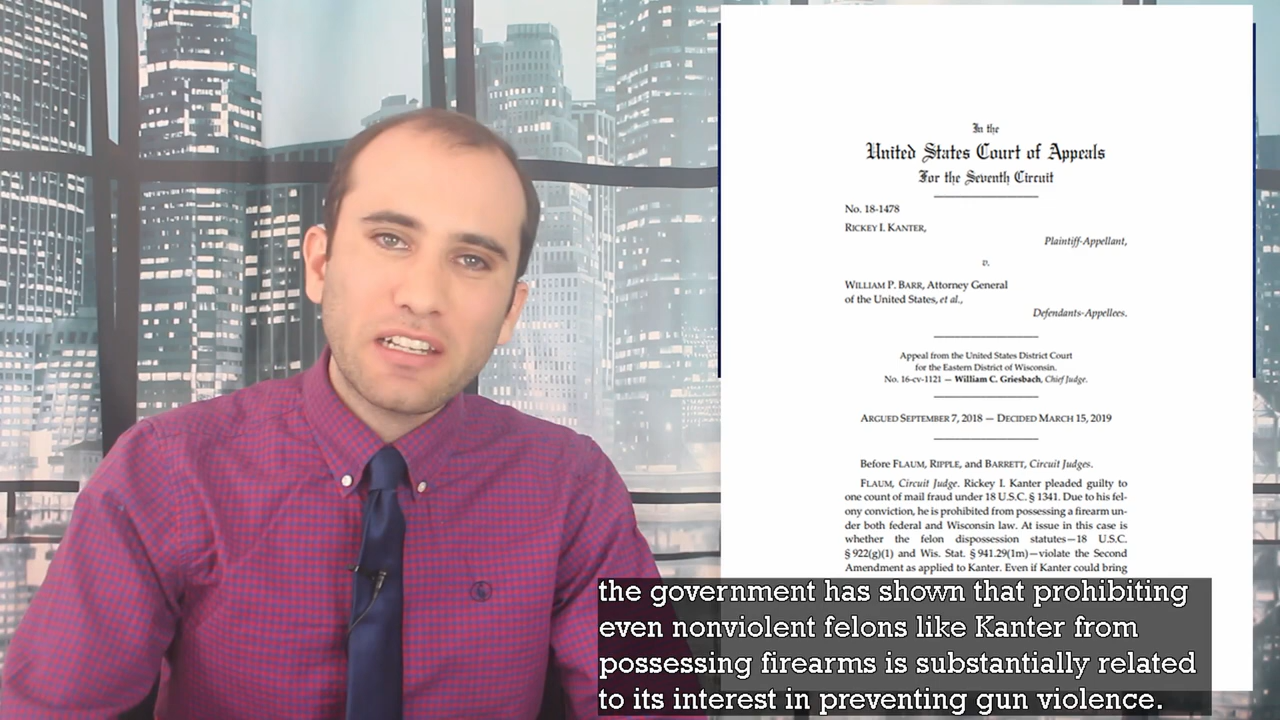 In the
United States Court of Appeals
For the Seventh Circuit
No. 18-1478
RICKEY I. KANTER,
Plaintiff-Appellant,
v.
WILLIAM P. BARR, Attorney General
of the United States, et al.,
Defendants-Appellees.
Appeal from the United States District Court
for the Eastern District of Wisconsin.
No. 16-cv-1121 — William C. Griesbach, Chief Judge.
ARGUED SEPTEMBER 7, 2018 — DECIDED MARCH 15, 2019
Before FLAUM, RIPPLE, and BARRETT, Circuit Judges.
FLAUM, Circuit Judge. Rickey I. Kanter pleaded guilty to
one count of mail fraud under 18 U.S.C. § 1341. Due to his fel-
ony conviction, he is prohibited from possessing a firearm un-
der both federal and Wisconsin law. At issue in this case is
whether the felon dispossession statutes—18 U.S.C.
§ 922(g)(1) and Wis. Stat. § 941.29(1m)—violate the Second
Amendment as applied to Kanter. Even if Kanter could bring
the government has shown that prohibiting
even nonviolent felons like Kanter from
possessing firearms is substantially related
to its interest in preventing gun violence.